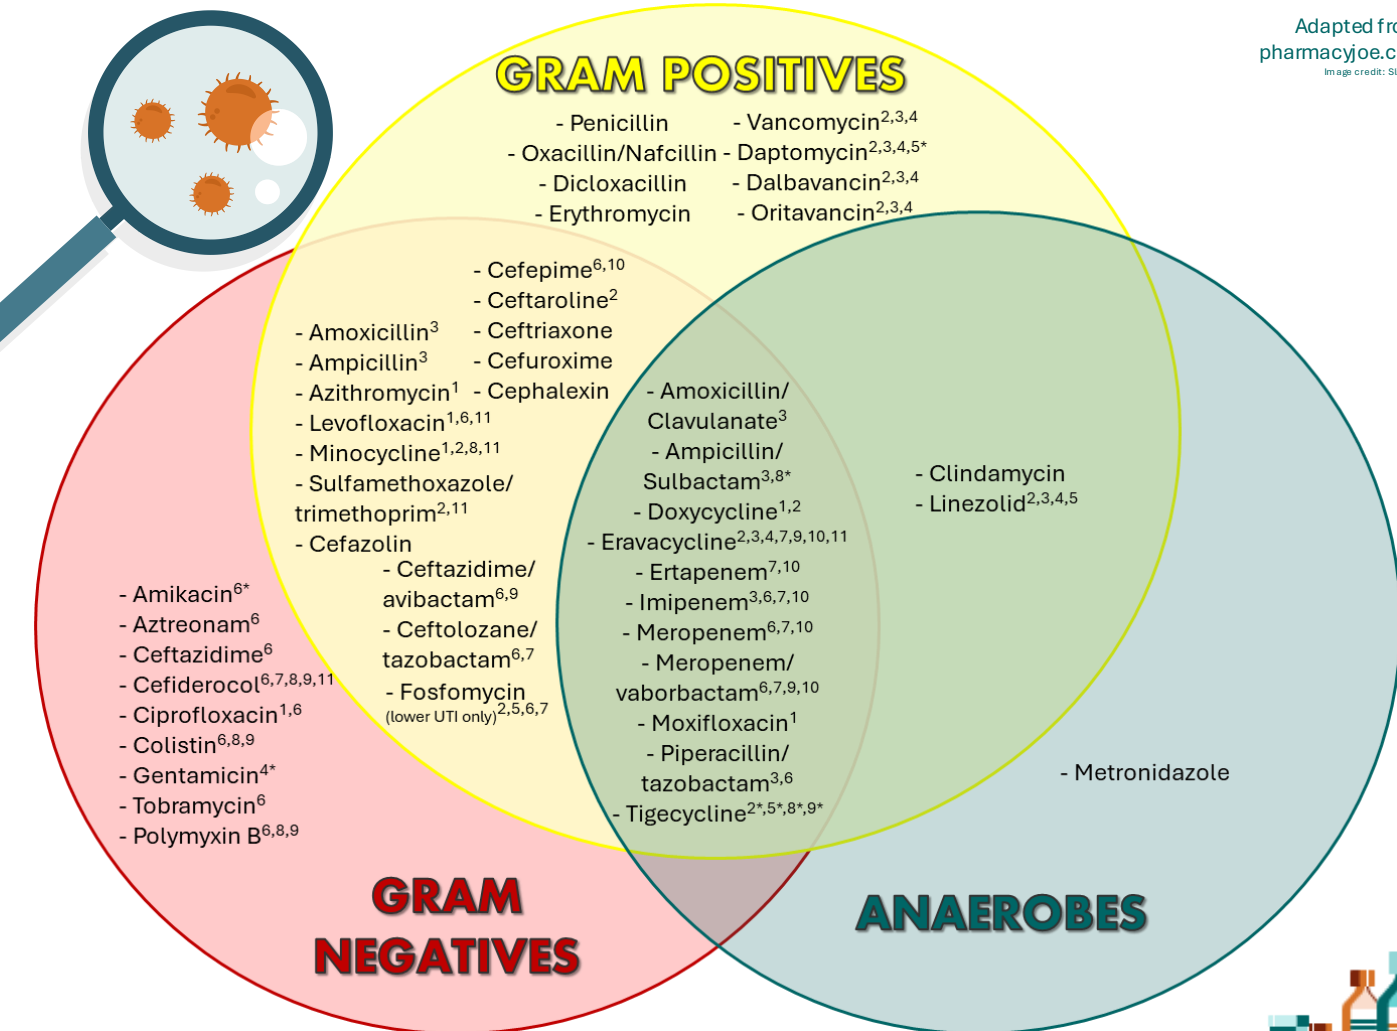 Adapted fro
pharmacyjoe.c
Image credit: Sl
GRAM POSITIVES
- Penicillin
- Oxacillin/Nafcillin
- Dicloxacillin
- Erythromycin
- Vancomycin2,3,4
- Daptomycin2,3,4,5*
- Dalbavancin2,3,4
- Oritavancin2,3,4
- Cefepime6,10
- Ceftaroline2
- Ceftriaxone
- Cefuroxime
- Cephalexin
- Amoxicillin3
- Ampicillin3
- Azithromycin1
- Levofloxacin1,6,11
- Minocycline1,2,8,11
- Sulfamethoxazole/
trimethoprim2,11
- Cefazolin
- Ceftazidime/
avibactam6,9
- Ceftolozane/
tazobactam6,7
- Fosfomycin
(lower UTI only)2,5,6,7
- Amoxicillin/
Clavulanate3
- Ampicillin/
Sulbactam3,8*
- Doxycycline1,2
- Eravacycline2,3,4,7,9,10,11
- Ertapenem7,10
- Imipenem3,6,7,10
- Meropenem6,7,10
- Meropenem/
vaborbactam6,7,9,10
- Moxifloxacin1
- Piperacillin/
tazobactam3,6
- Tigecycline2*,5*,8*,9*
- Clindamycin
- Linezolid2,3,4,5
- Amikacin6*
- Aztreonam6
- Ceftazidime6
- Cefiderocol6,7,8,9,11
- Ciprofloxacin1,6
- Colistin6,8,9
- Gentamicin4*
- Tobramycin6
- Polymyxin B6,8,9
- Metronidazole
GRAM
NEGATIVES
ANAEROBES